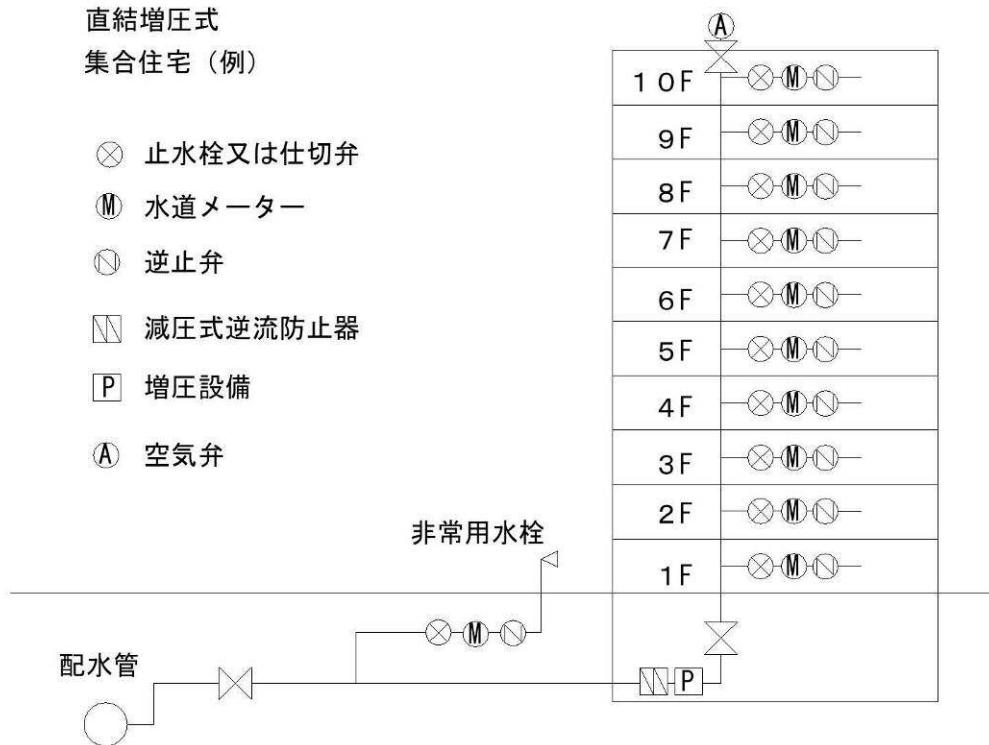 直結増圧式
集合住宅（例）
止水栓又は仕切弁
M 水道メーター
逆止弁
減圧式逆流防止器
P 増圧設備
A 空気弁
A
10F M
9F M
8F M
7F M
6F M
5F M
4F M
3F M
2F M
1F M
非常用水栓
M
配水管
P